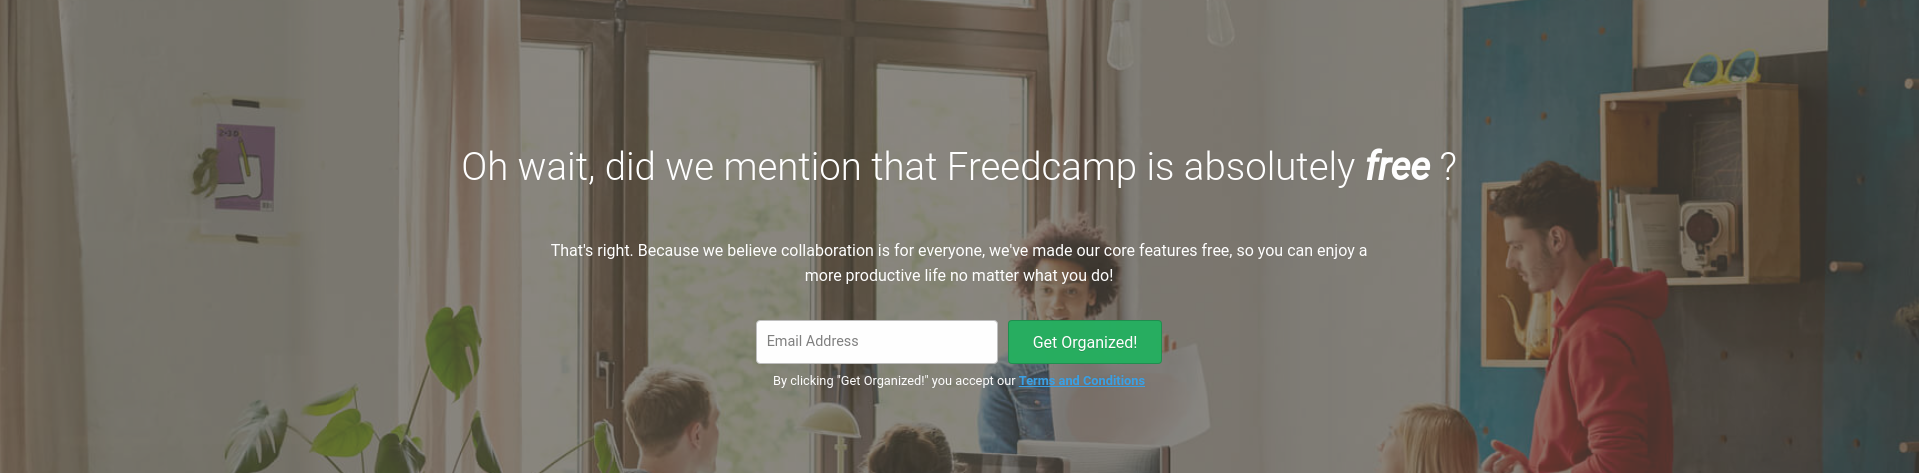 Oh wait, did we mention that Freedcamp is absolutely free ?
That's right. Because we believe collaboration is for everyone, we've made our core features free, so you can enjoy a
more productive life no matter what you do!
Email Address
Get Organized!
By clicking "Get Organized!" you accept our Terms and Conditions